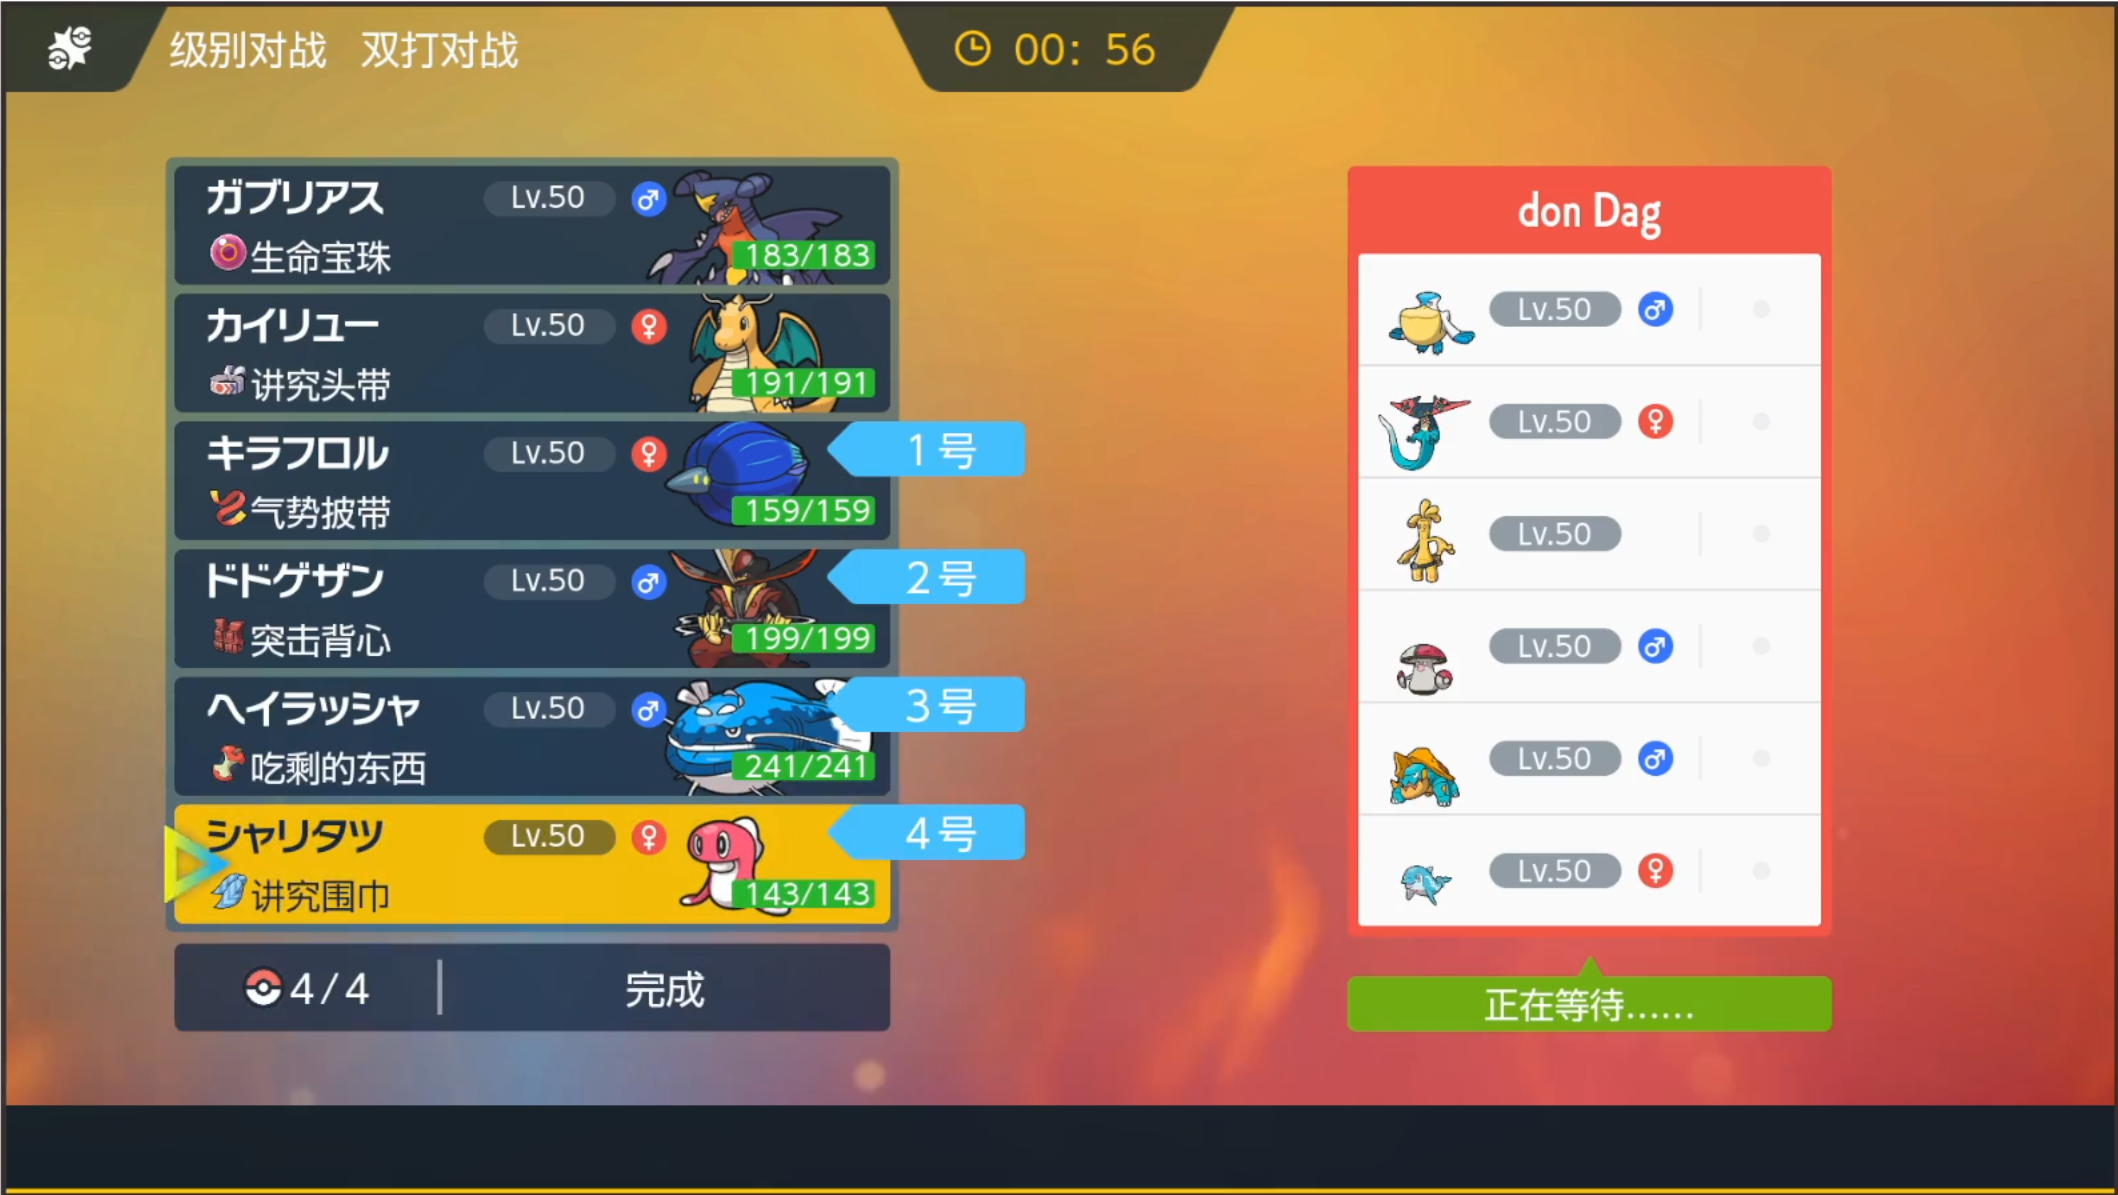 级别对战 双打对战
00: 56
ガブリアス Lv.50 ♂
生命宝珠 183/183
カイリュー Lv.50 ♀
讲究头带 191/191
キラフロル Lv.50 ♀ 1号
气势披带 159/159
ドドゲザン Lv.50 ♂ 2号
突击背心 199/199
ヘイラッシャ Lv.50 ♂ 3号
吃剩的东西 241/241
シャリタツ Lv.50 ♀ 4号
讲究围巾 143/143
4/4 完成
don Dag
Lv.50 ♂
Lv.50 ♀
Lv.50
Lv.50 ♂
Lv.50 ♂
Lv.50 ♀
正在等待......